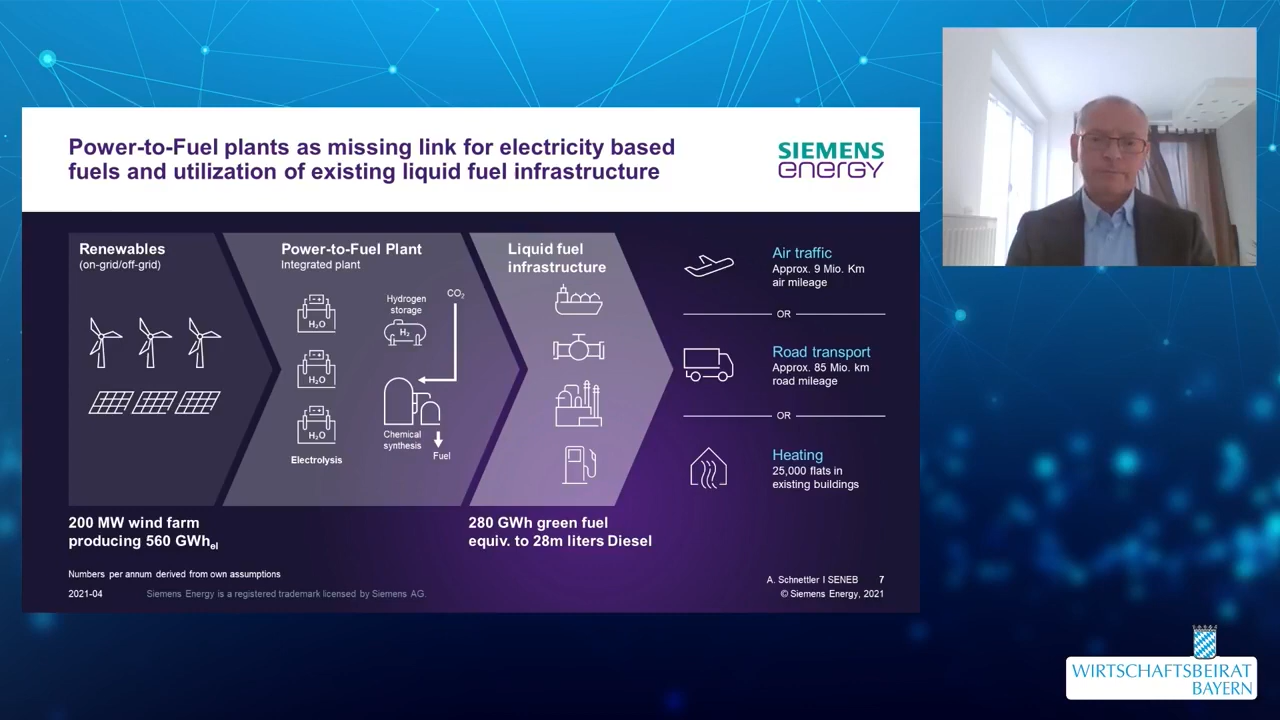 Power-to-Fuel plants as missing link for electricity based
fuels and utilization of existing liquid fuel infrastructure
SIEMENS
energy
Renewables
(on-grid/off-grid)
Power-to-Fuel Plant
Integrated plant
H₂O
H₂O
H₂O
Electrolysis
Hydrogen
storage
H₂
CO₂
Chemical
synthesis
Fuel
Liquid fuel
infrastructure
Air traffic
Approx. 9 Mio. Km
air mileage
OR
Road transport
Approx. 85 Mio. km
road mileage
OR
Heating
25,000 flats in
existing buildings
200 MW wind farm
producing 560 GWhel
280 GWh green fuel
equiv. to 28m liters Diesel
Numbers per annum derived from own assumptions
2021-04 Siemens Energy is a registered trademark licensed by Siemens AG.
A. Schnettler I SENEB 7
© Siemens Energy, 2021
WIRTSCHAFTSBEIRAT
BAYERN